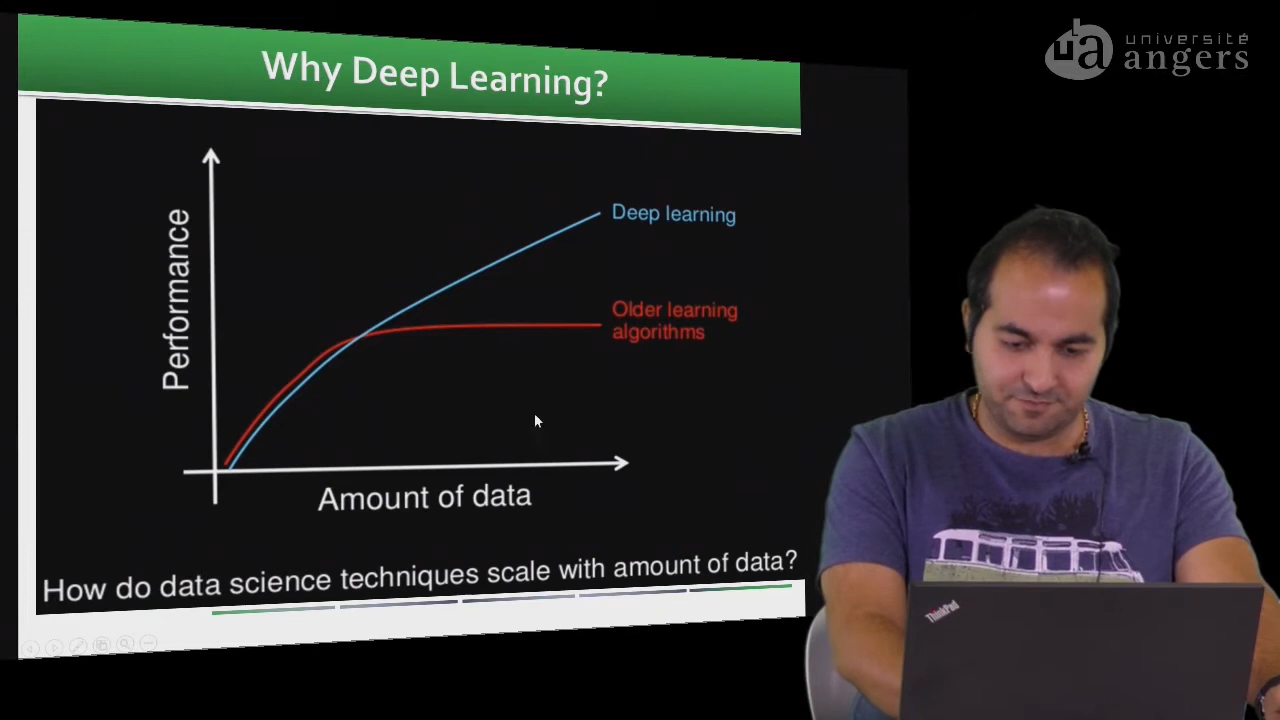 Why Deep Learning?
université
angers
Performance
Deep learning
Older learning
algorithms
Amount of data
How do data science techniques scale with amount of data?
ThinkPad